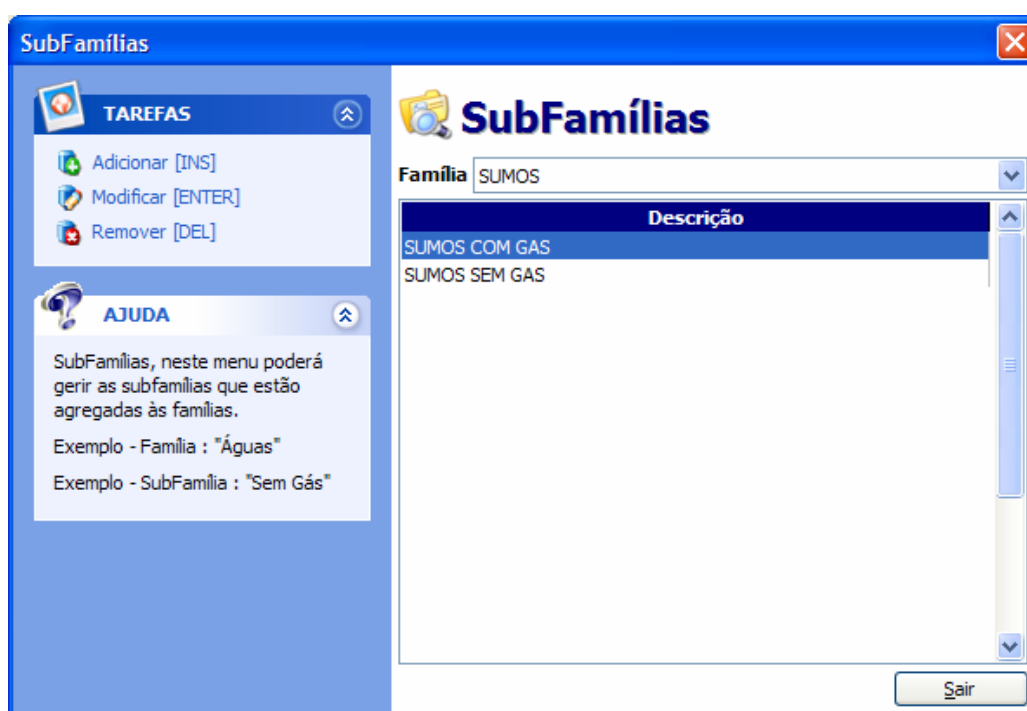 SubFamílias
TAREFAS
Adicionar [INS]
Modificar [ENTER]
Remover [DEL]
AJUDA
SubFamílias, neste menu poderá
gerir as subfamílias que estão
agregadas às famílias.
Exemplo - Família : "Águas"
Exemplo - SubFamília : "Sem Gás"
SubFamílias
Família SUMOS
Descrição
SUMOS COM GAS
SUMOS SEM GAS
Sair